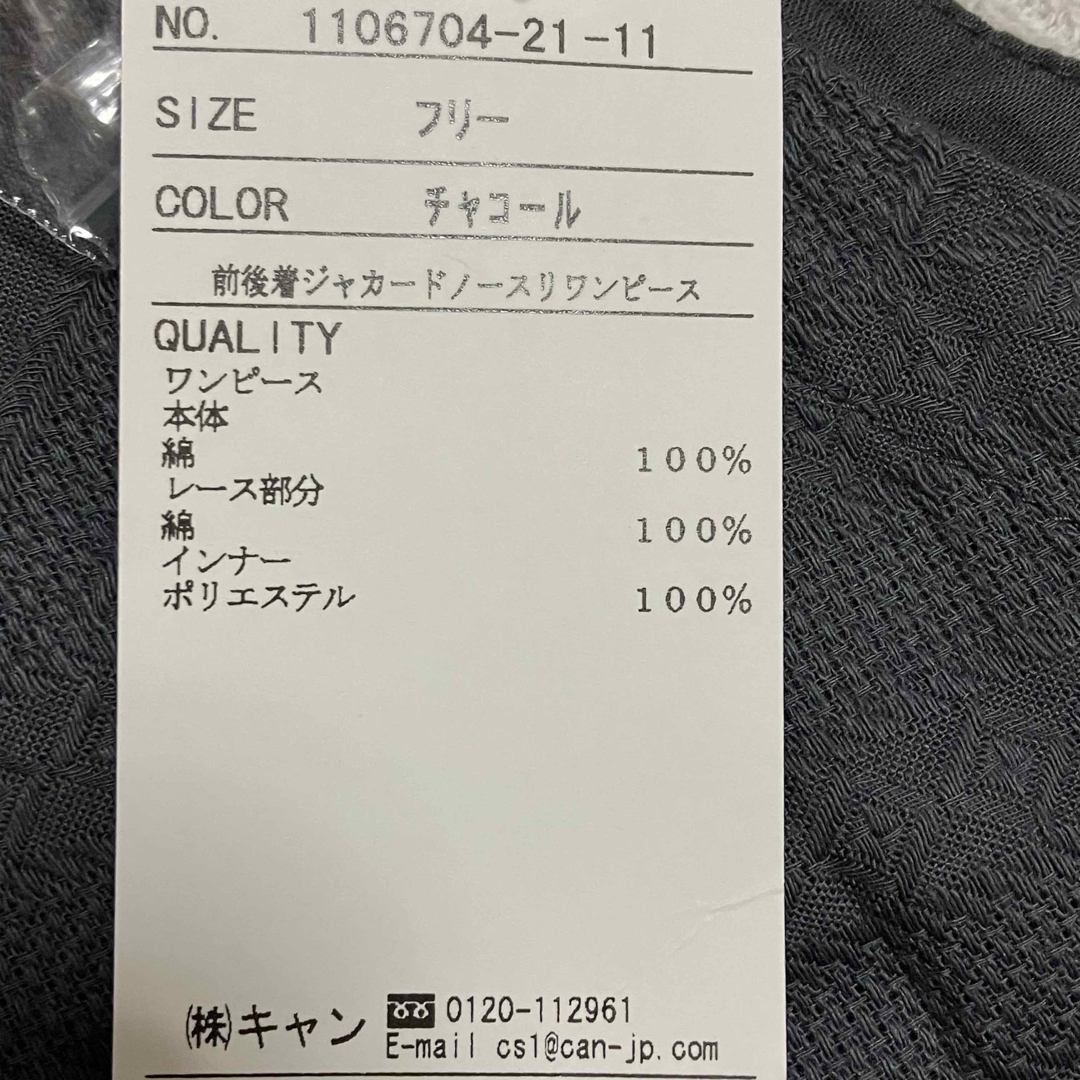 NO. 1106704-21-11
SIZE フリー
COLOR チャコール
前後着ジャカードノースリワンピース
QUALITY
ワンピース
本体
綿 100%
レース部分
綿 100%
インナー
ポリエステル 100%
㈱キャン 0120-112961
E-mail cs1@can-jp.com